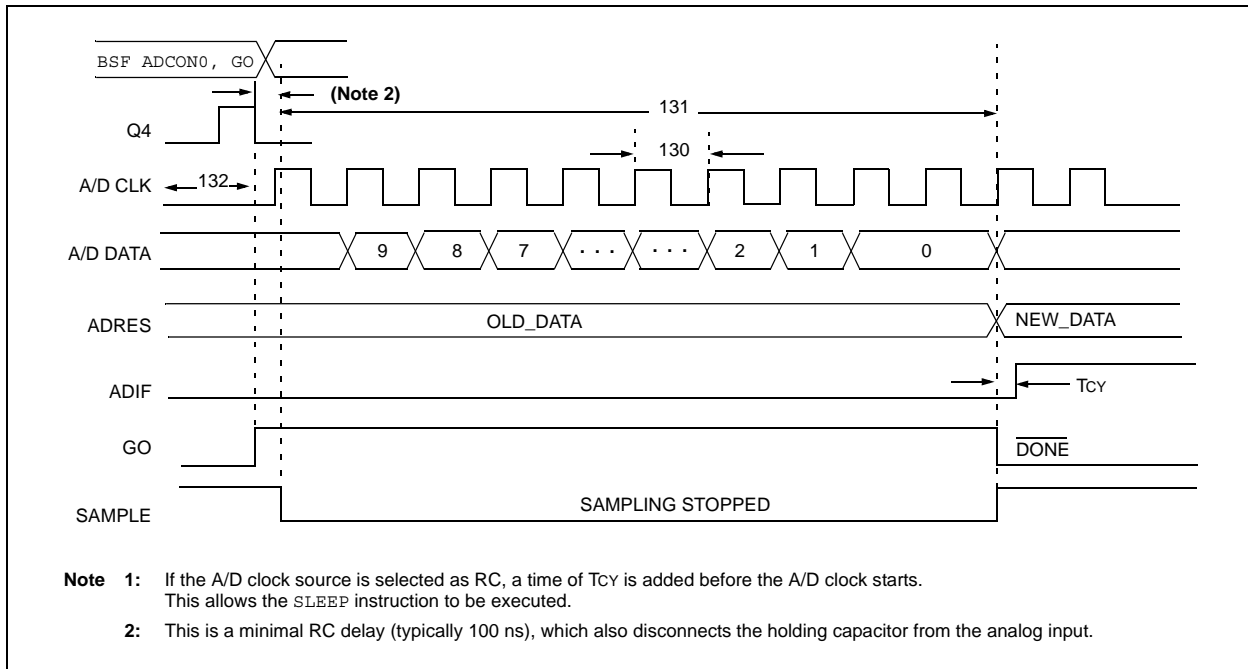 BSF ADCON0, GO
(Note 2)
131
Q4
130
A/D CLK
132
A/D DATA
9 8 7 . . . . . . 2 1 0
ADRES
OLD_DATA
NEW_DATA
ADIF
TCY
GO
DONE
SAMPLE
SAMPLING STOPPED
Note 1: If the A/D clock source is selected as RC, a time of TCY is added before the A/D clock starts.
This allows the SLEEP instruction to be executed.
2: This is a minimal RC delay (typically 100 ns), which also disconnects the holding capacitor from the analog input.